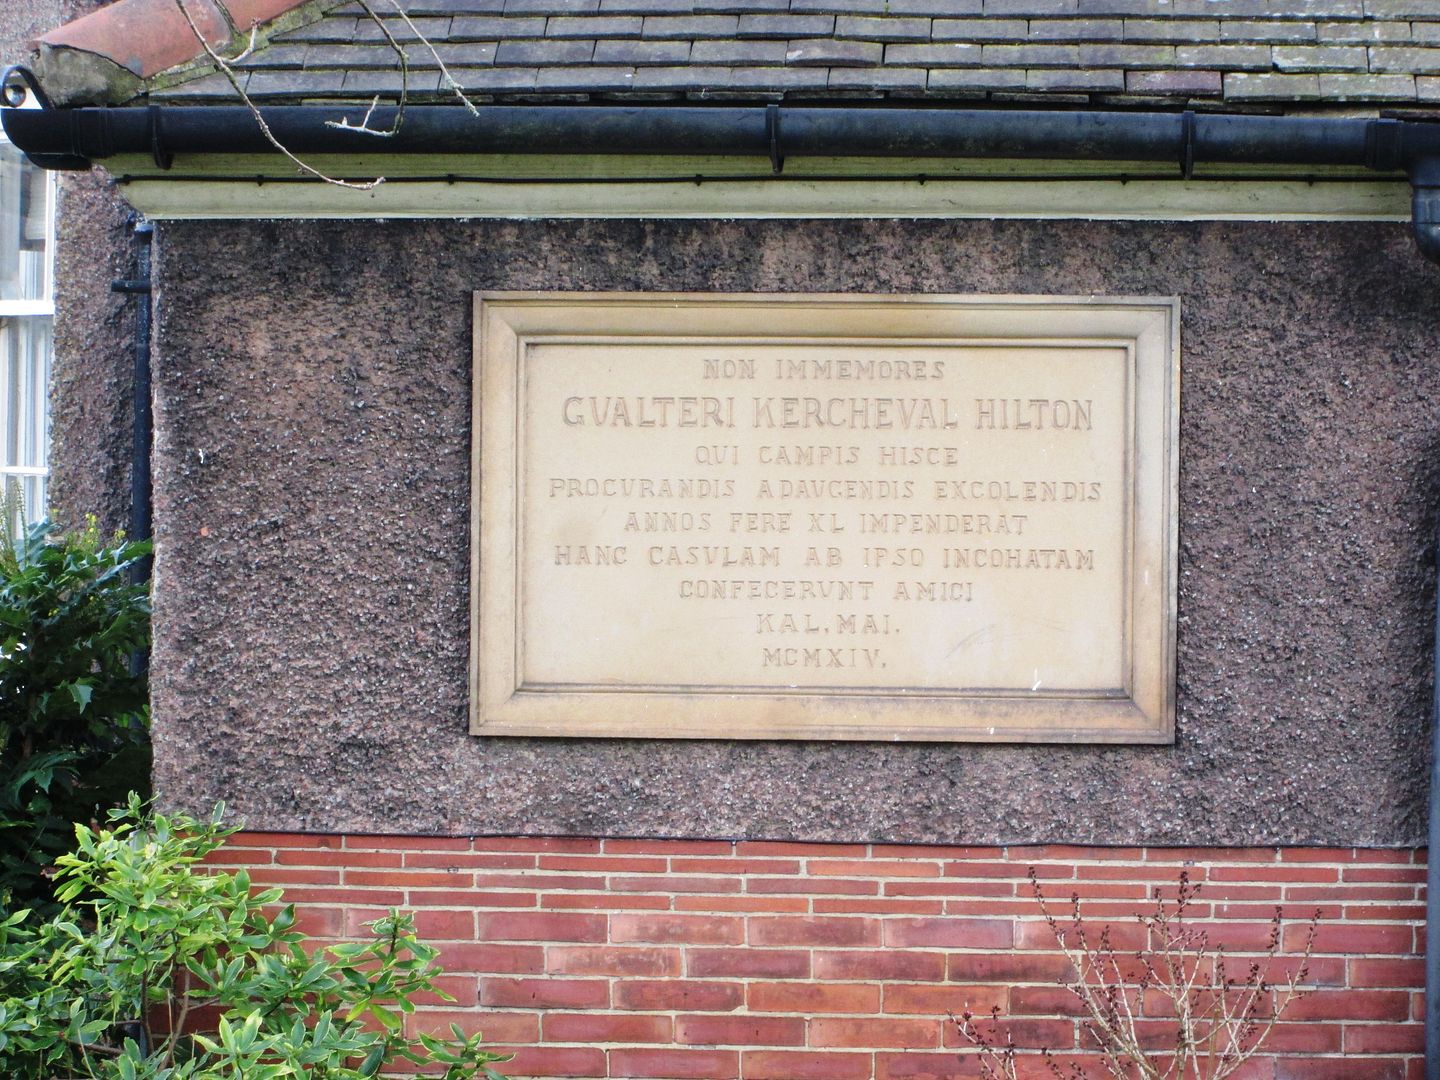 NON IMMEMORES
GVALTERI KERCHEVAL HILTON
QVI CAMPIS HISCE
PROCVRANDIS ADAVGENDIS EXCOLENDIS
ANNOS FERE XL IMPENDERAT
HANC CASVLAM AB IPSO INCOHATAM
CONFECERVNT AMICI
KAL. MAI.
MCMXIV.